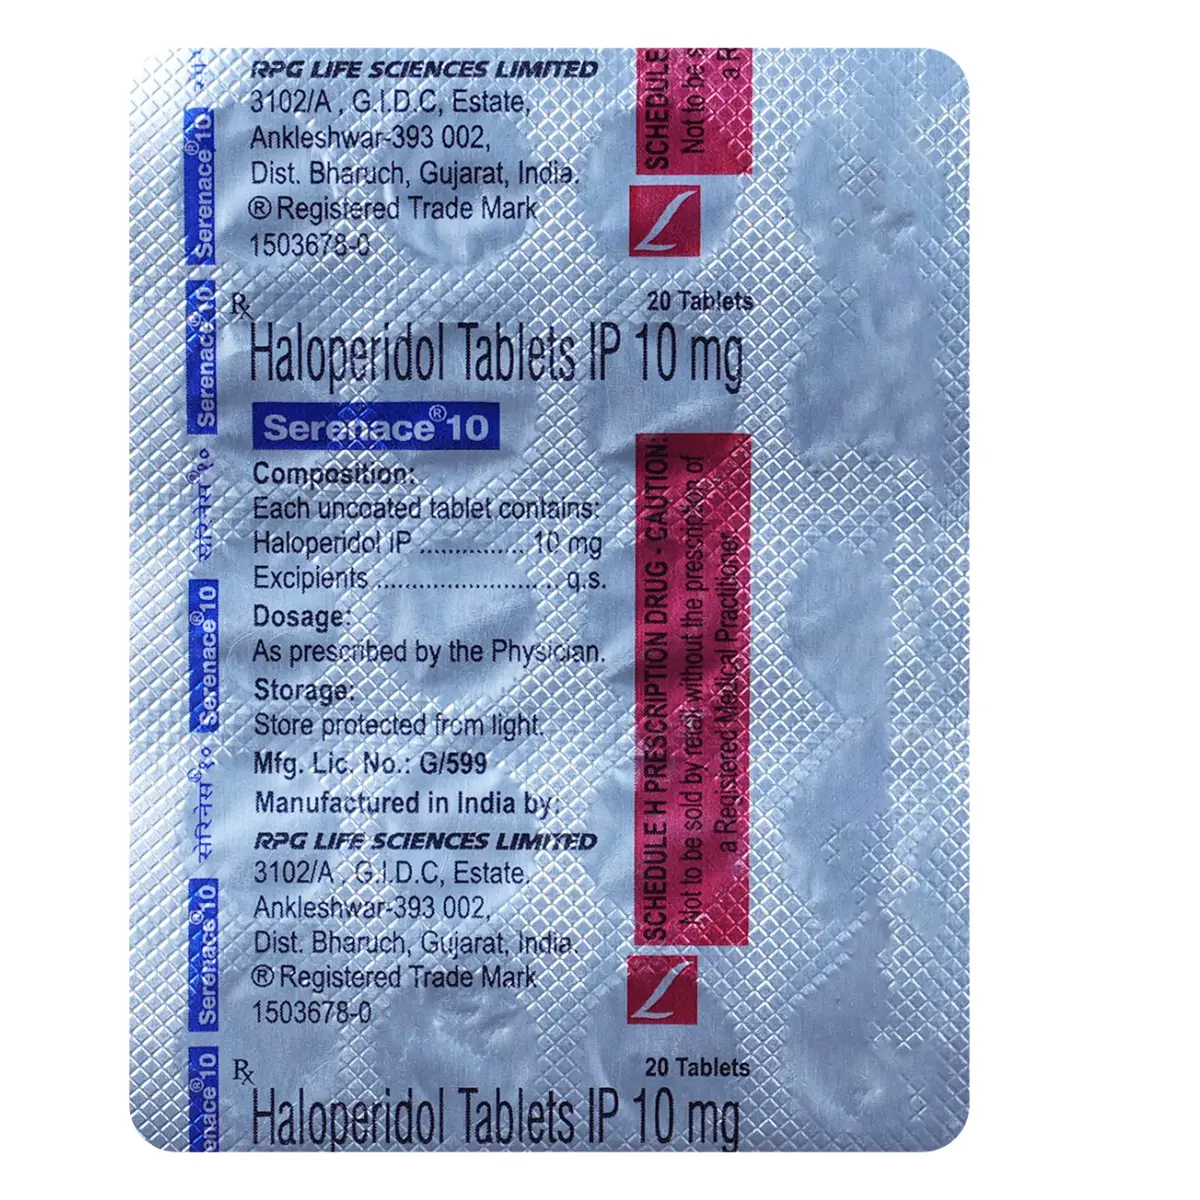 RPG LIFE SCIENCES LIMITED
3102/A , G.I.D.C, Estate,
Ankleshwar-393 002,
Dist. Bharuch, Gujarat, India.
® Registered Trade Mark
1503678-0
SCHEDULE
Not to be s
a R
L
Rx
20 Tablets
Haloperidol Tablets IP 10 mg
Serenace® 10
Composition:
Each uncoated tablet contains:
Haloperidol IP ................ 10 mg
Excipients ........................... q.s.
Dosage:
As prescribed by the Physician.
Storage:
Store protected from light.
Mfg. Lic. No.: G/599
Manufactured in India by:
RPG LIFE SCIENCES LIMITED
3102/A , G.I.D.C, Estate,
Ankleshwar-393 002,
Dist. Bharuch, Gujarat, India.
® Registered Trade Mark
1503678-0
SCHEDULE H PRESCRIPTION DRUG - CAUTION:
Not to be sold by retail without the prescription of
a Registered Medical Practitioner
L
Rx
20 Tablets
Haloperidol Tablets IP 10 mg
Serenace® 10
Serenace® 10
सेरिनेस® १०
Serenace® 10
सेरिनेस® १०
Serenace® 10
enace® 10